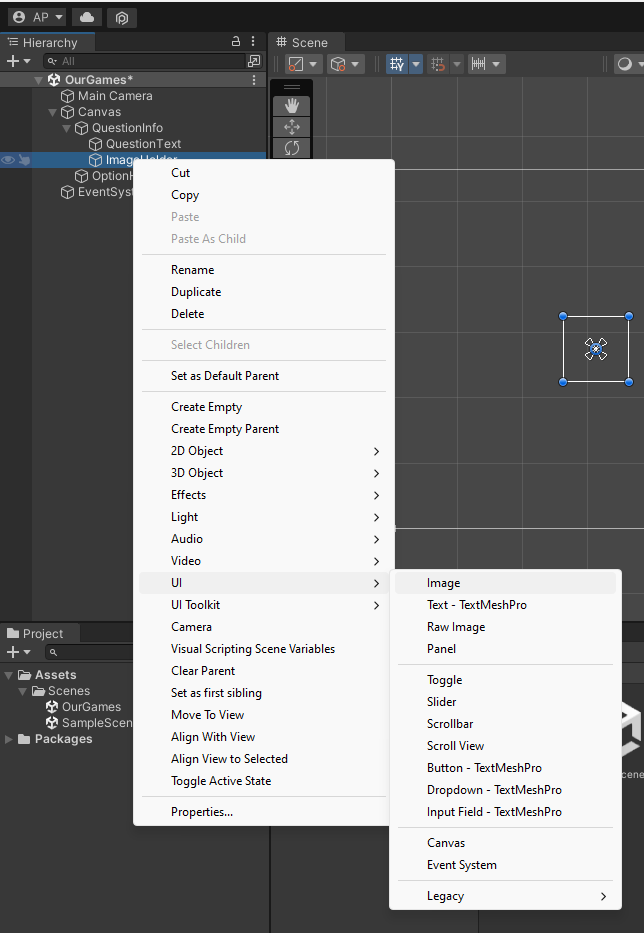 AP
Hierarchy
Scene
All
OurGames*
Main Camera
Canvas
QuestionInfo
QuestionText
ImageHolder
OptionH
EventSyst
Cut
Copy
Paste
Paste As Child
Rename
Duplicate
Delete
Select Children
Set as Default Parent
Create Empty
Create Empty Parent
2D Object
3D Object
Effects
Light
Audio
Video
UI
UI Toolkit
Camera
Visual Scripting Scene Variables
Clear Parent
Set as first sibling
Move To View
Align With View
Align View to Selected
Toggle Active State
Properties...
Image
Text - TextMeshPro
Raw Image
Panel
Toggle
Slider
Scrollbar
Scroll View
Button - TextMeshPro
Dropdown - TextMeshPro
Input Field - TextMeshPro
Canvas
Event System
Legacy
Project
Assets
Scenes
OurGames
SampleScen
Packages
cene